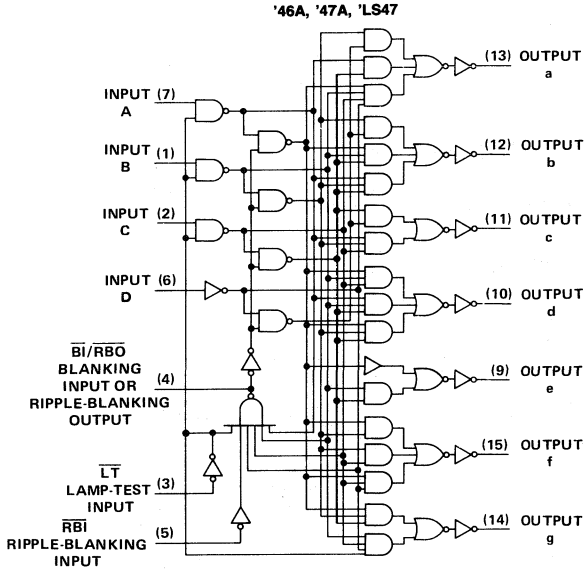 '46A, '47A, 'LS47
(13) OUTPUT
a
INPUT (7)
A
(12) OUTPUT
b
INPUT (1)
B
INPUT (2)
C
(11) OUTPUT
c
INPUT (6)
D
(10) OUTPUT
d
BI/RBO
BLANKING
INPUT OR (4)
RIPPLE-BLANKING
OUTPUT
(9) OUTPUT
e
LT
LAMP-TEST (3)
INPUT
(15) OUTPUT
f
RBI (5)
RIPPLE-BLANKING
INPUT
(14) OUTPUT
g